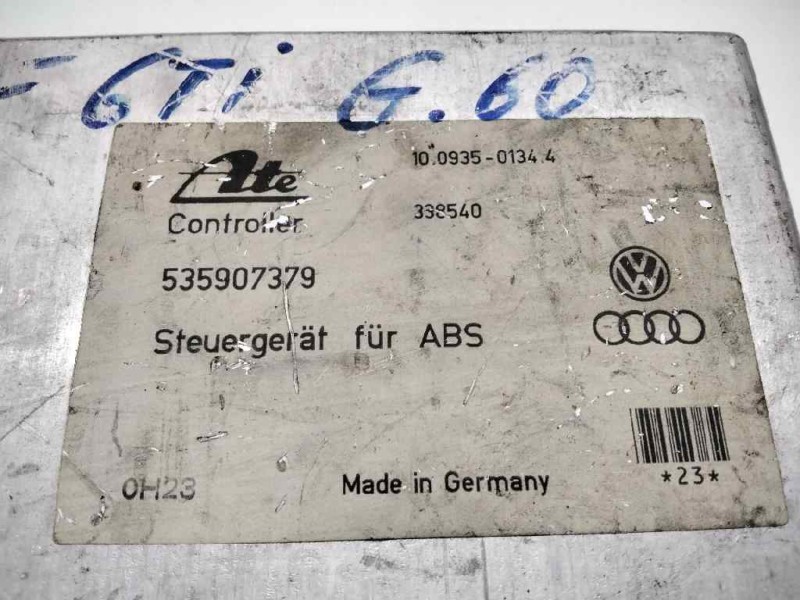 GTi G.60
Ate
10.0935-0134.4
Controller
338540
535907379
Steuergerät für ABS
0H23
Made in Germany
*23*